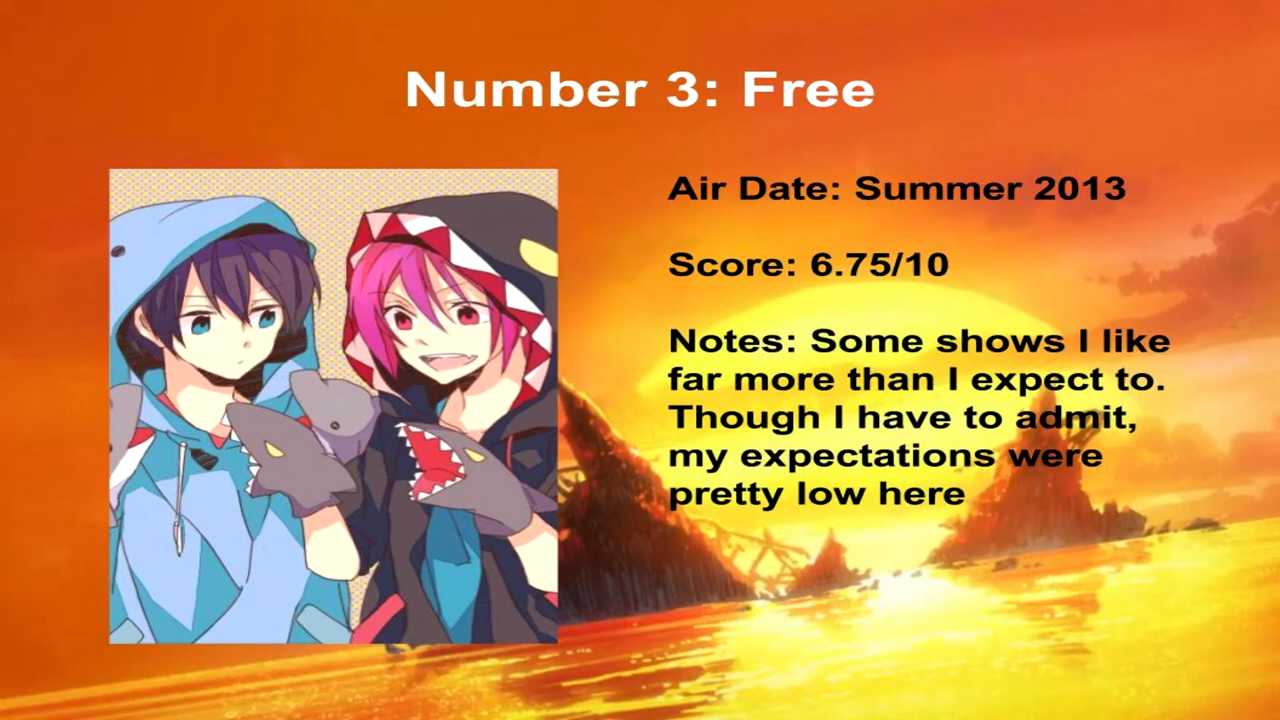 Number 3: Free
Air Date: Summer 2013
Score: 6.75/10
Notes: Some shows I like
far more than I expect to.
Though I have to admit,
my expectations were
pretty low here